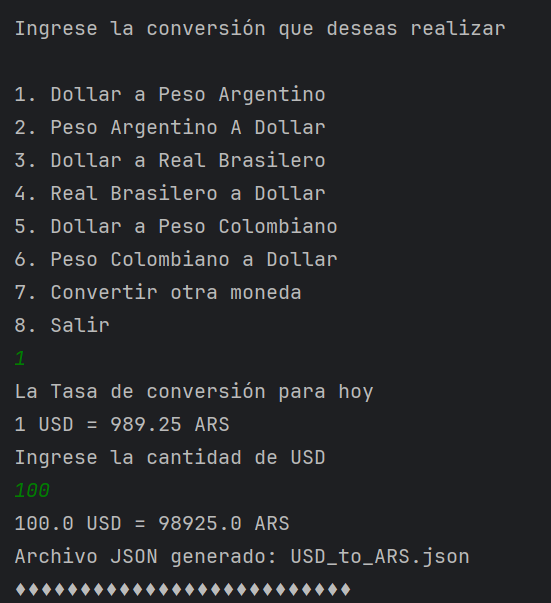 Ingrese la conversión que deseas realizar
1. Dollar a Peso Argentino
2. Peso Argentino A Dollar
3. Dollar a Real Brasilero
4. Real Brasilero a Dollar
5. Dollar a Peso Colombiano
6. Peso Colombiano a Dollar
7. Convertir otra moneda
8. Salir
1
La Tasa de conversión para hoy
1 USD = 989.25 ARS
Ingrese la cantidad de USD
100
100.0 USD = 98925.0 ARS
Archivo JSON generado: USD_to_ARS.json
♦♦♦♦♦♦♦♦♦♦♦♦♦♦♦♦♦♦♦♦♦♦♦♦♦♦